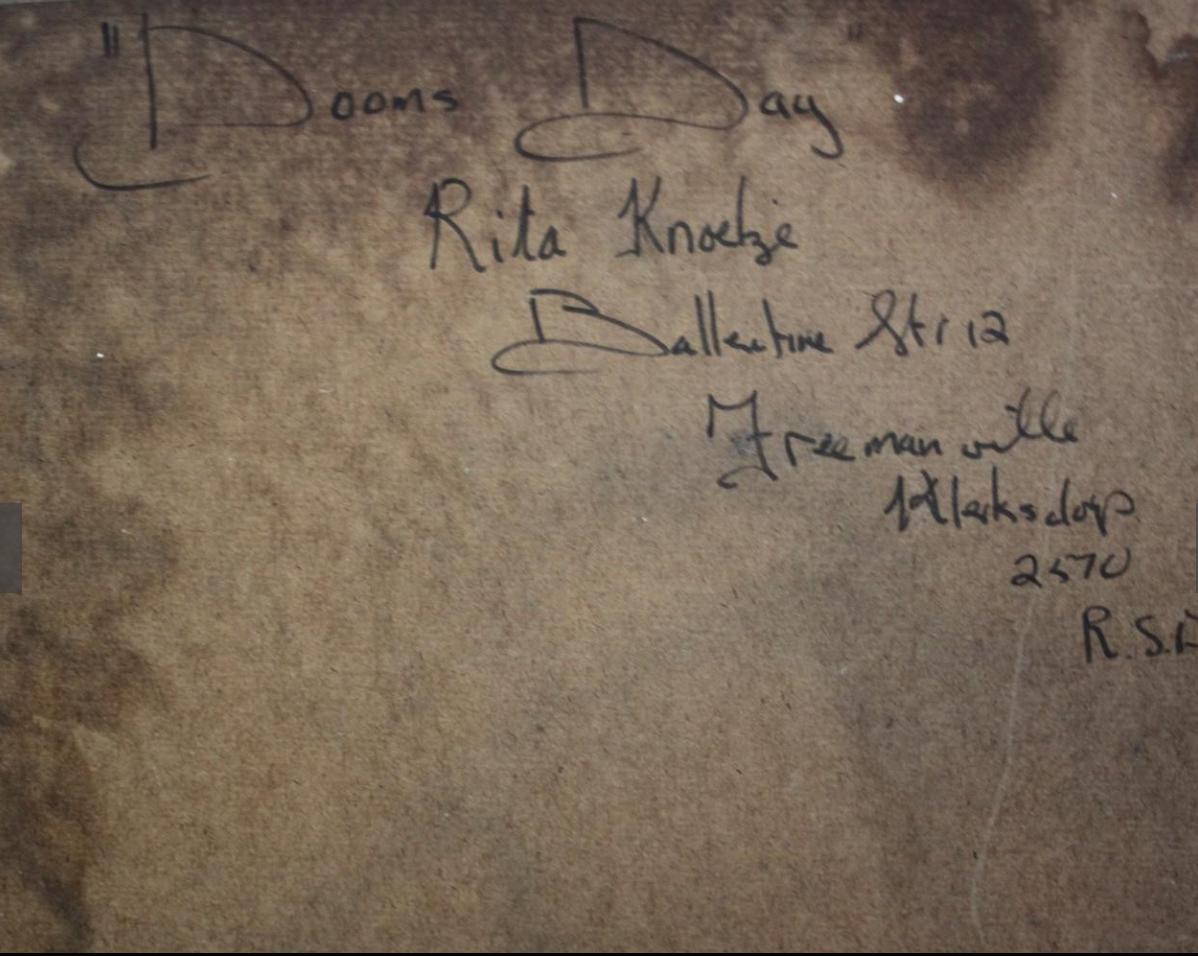 "Dooms Day"
Rita Knoetze
Ballentine Str 12
Freemanville
Klerksdorp
2570
R.S.A